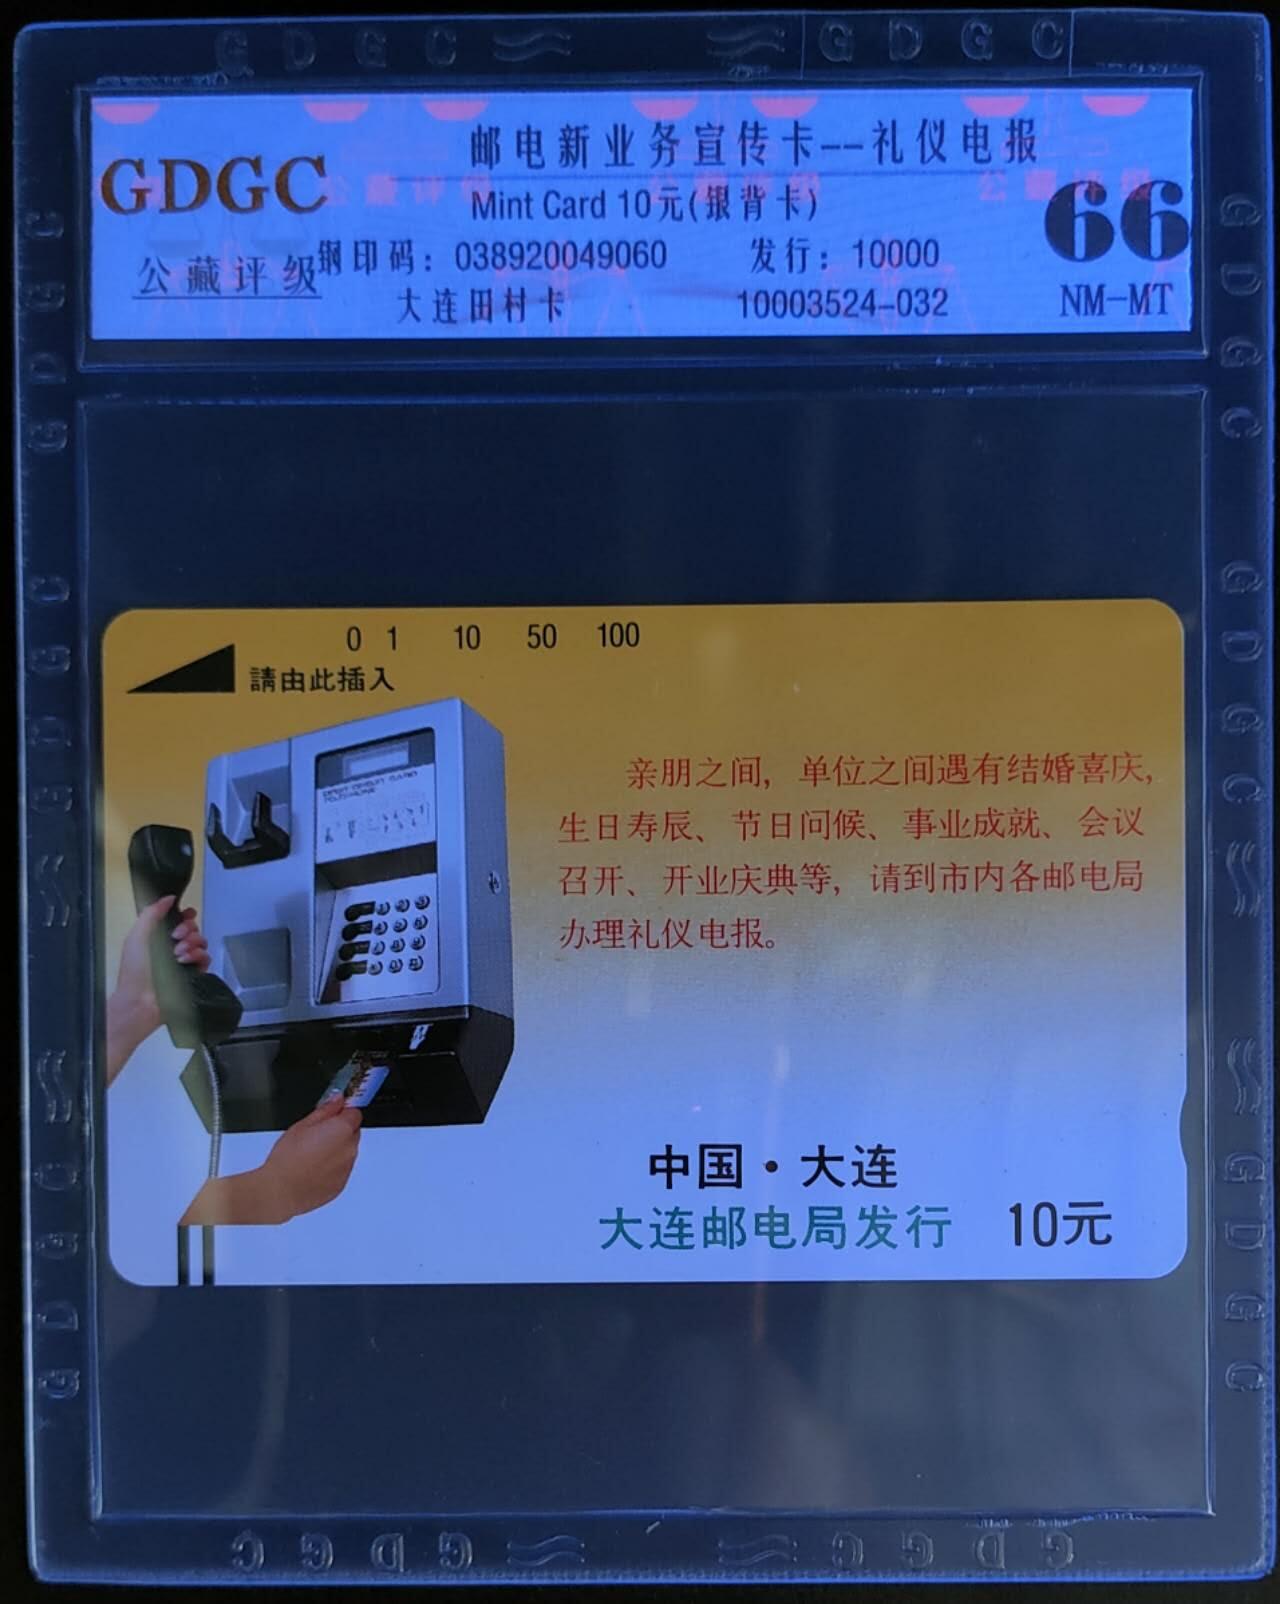 GDGC
GDGC
邮电新业务宣传卡--礼仪电报
GDGC
Mint Card 10元(银背卡)
66
钢印码：038920049060 发行：10000
公藏评级
大连田村卡 10003524-032
NM-MT
0 1 10 50 100
請由此插入
亲朋之间，单位之间遇有结婚喜庆，
生日寿辰、节日问候、事业成就、会议
召开、开业庆典等，请到市内各邮电局
办理礼仪电报。
中国·大连
大连邮电局发行 10元